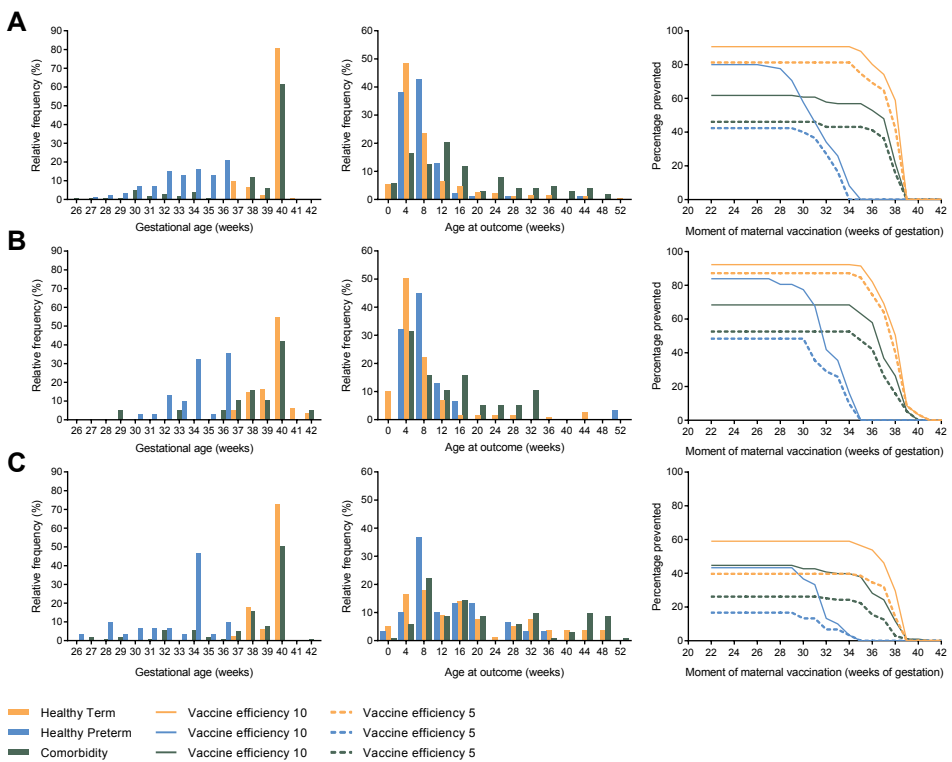 A
Relative frequency (%)
90
80
70
60
50
40
30
20
10
0
26 27 28 29 30 31 32 33 34 35 36 37 38 39 40 41 42
Gestational age (weeks)
Relative frequency (%)
60
50
40
30
20
10
0
0 4 8 12 16 20 24 28 32 36 40 44 48 52
Age at outcome (weeks)
Percentage prevented
100
80
60
40
20
0
20 22 24 26 28 30 32 34 36 38 40 42
Moment of maternal vaccination (weeks of gestation)
B
Relative frequency (%)
90
80
70
60
50
40
30
20
10
0
26 27 28 29 30 31 32 33 34 35 36 37 38 39 40 41 42
Gestational age (weeks)
Relative frequency (%)
60
50
40
30
20
10
0
0 4 8 12 16 20 24 28 32 36 40 44 48 52
Age at outcome (weeks)
Percentage prevented
100
80
60
40
20
0
20 22 24 26 28 30 32 34 36 38 40 42
Moment of maternal vaccination (weeks of gestation)
C
Relative frequency (%)
90
80
70
60
50
40
30
20
10
0
26 27 28 29 30 31 32 33 34 35 36 37 38 39 40 41 42
Gestational age (weeks)
Relative frequency (%)
60
50
40
30
20
10
0
0 4 8 12 16 20 24 28 32 36 40 44 48 52
Age at outcome (weeks)
Percentage prevented
100
80
60
40
20
0
20 22 24 26 28 30 32 34 36 38 40 42
Moment of maternal vaccination (weeks of gestation)
Healthy Term Vaccine efficiency 10 Vaccine efficiency 5
Healthy Preterm Vaccine efficiency 10 Vaccine efficiency 5
Comorbidity Vaccine efficiency 10 Vaccine efficiency 5